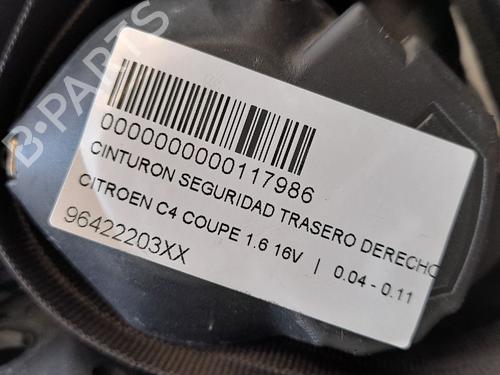 B-PARTS
0000000000117986
CINTURON SEGURIDAD TRASERO DERECHO
CITROEN C4 COUPE 1.6 16V | 0.04 - 0.11
96422203XX